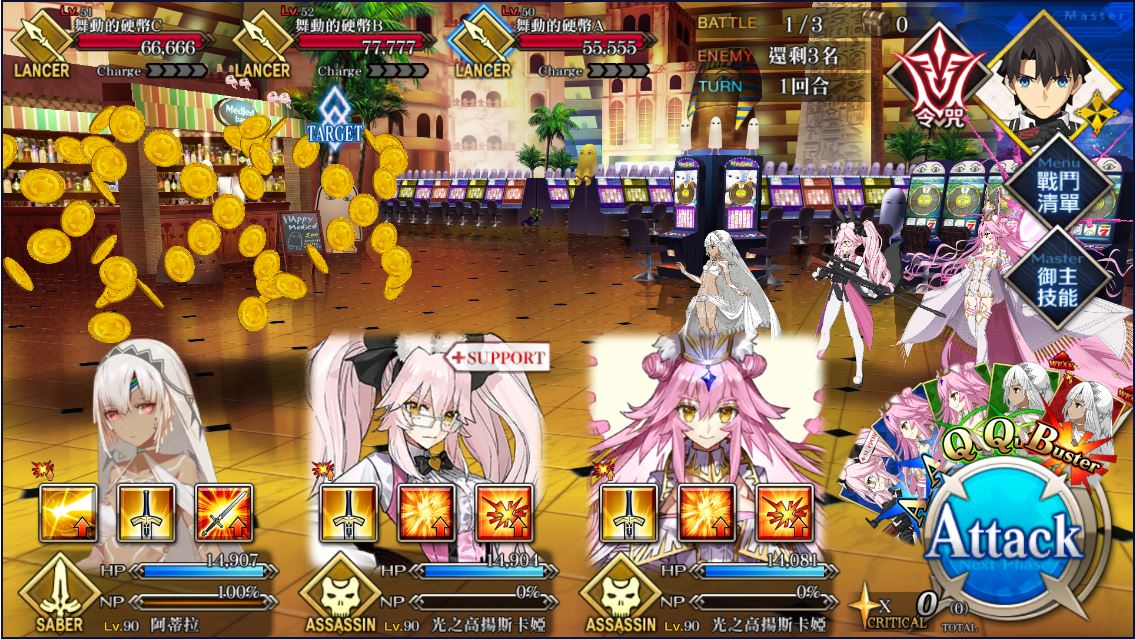 Lv.51 舞動的硬幣C
66,666
LANCER Charge
Lv.52 舞動的硬幣B
77,777
LANCER Charge
Lv.50 舞動的硬幣A
55,555
LANCER Charge
BATTLE 1/3 0
ENEMY 還剩3名
TURN 1回合
Master
令咒
TARGET
Medjed
Menu
戰鬥
清單
Master
御主
技能
Happy
Medjed
500
Medjed
Medjed
SUPPORT
WEAK
A A Q Q Buster
Attack
Next Phase
HP 14,907
NP 100%
SABER Lv.90 阿蒂拉
HP 14,904
NP 0%
ASSASSIN Lv.90 光之高揚斯卡婭
HP 14,081
NP 0%
ASSASSIN Lv.90 光之高揚斯卡婭
X 0 (0)
CRITICAL TOTAL